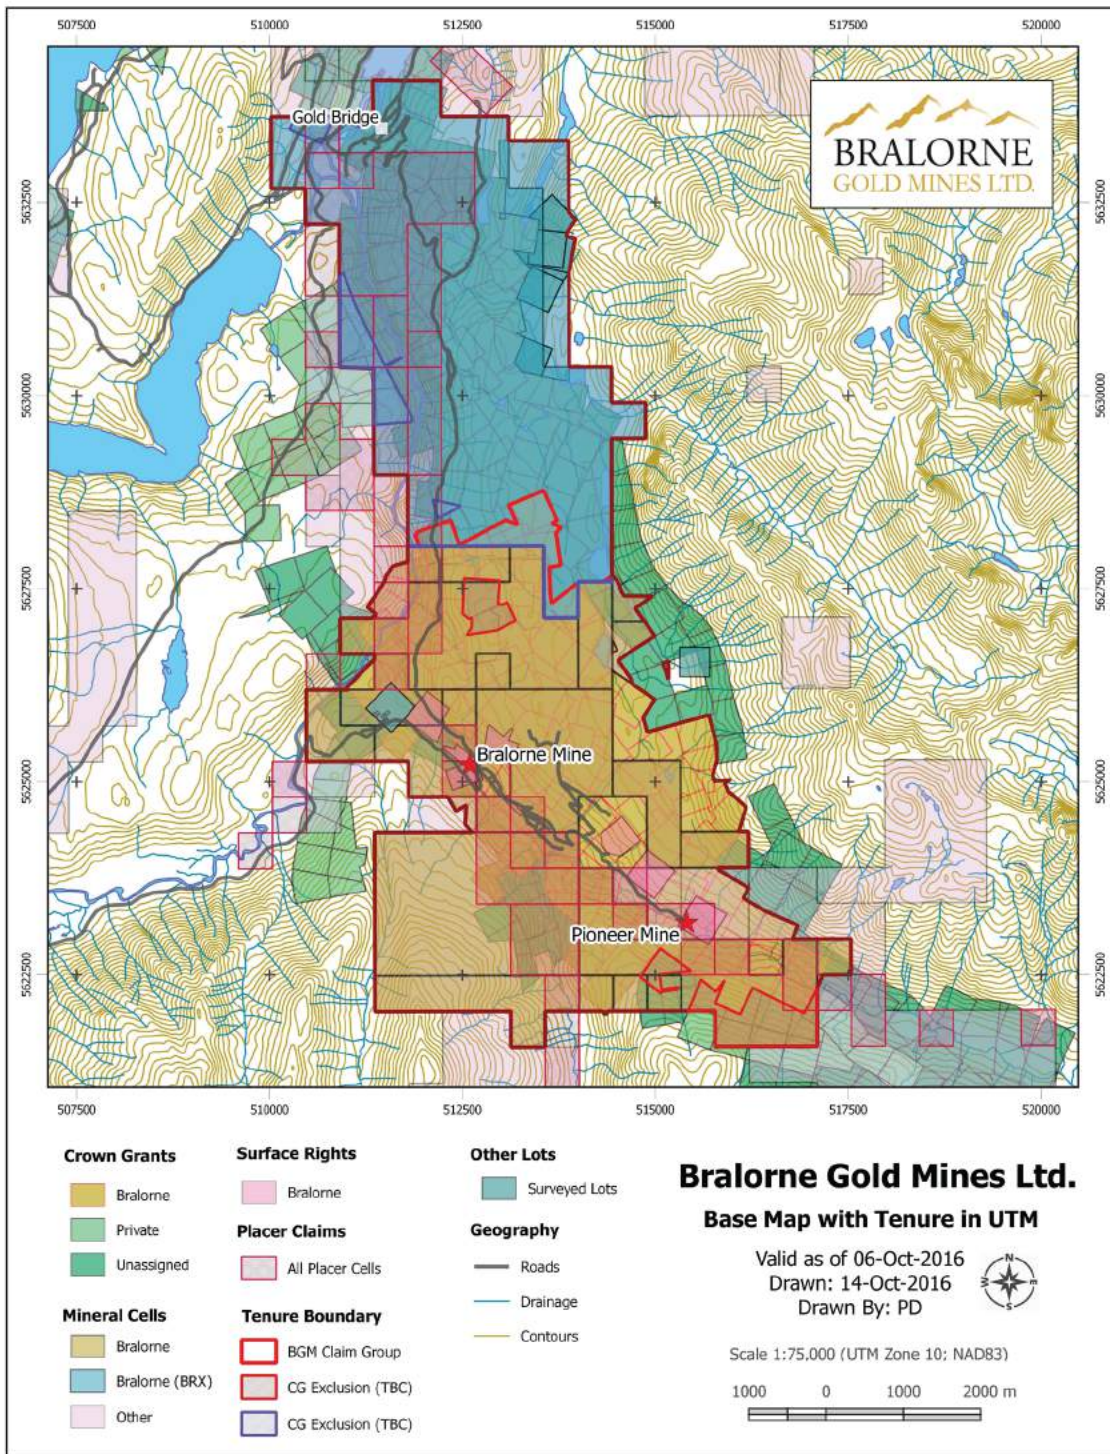 507500 510000 512500 515000 517500 520000
Gold Bridge
BRALORNE
GOLD MINES LTD.
5632500 5632500
5630000 5630000
5627500 5627500
Bralorne Mine
5625000 5625000
Pioneer Mine
5622500 5622500
507500 510000 512500 515000 517500 520000
Crown Grants
Bralorne
Private
Unassigned
Mineral Cells
Bralorne
Bralorne (BRX)
Other
Surface Rights
Bralorne
Placer Claims
All Placer Cells
Tenure Boundary
BGM Claim Group
CG Exclusion (TBC)
CG Exclusion (TBC)
Other Lots
Surveyed Lots
Geography
Roads
Drainage
Contours
Bralorne Gold Mines Ltd.
Base Map with Tenure in UTM
Valid as of 06-Oct-2016
Drawn: 14-Oct-2016
Drawn By: PD
N
W E
S
Scale 1:75,000 (UTM Zone 10; NAD83)
1000 0 1000 2000 m